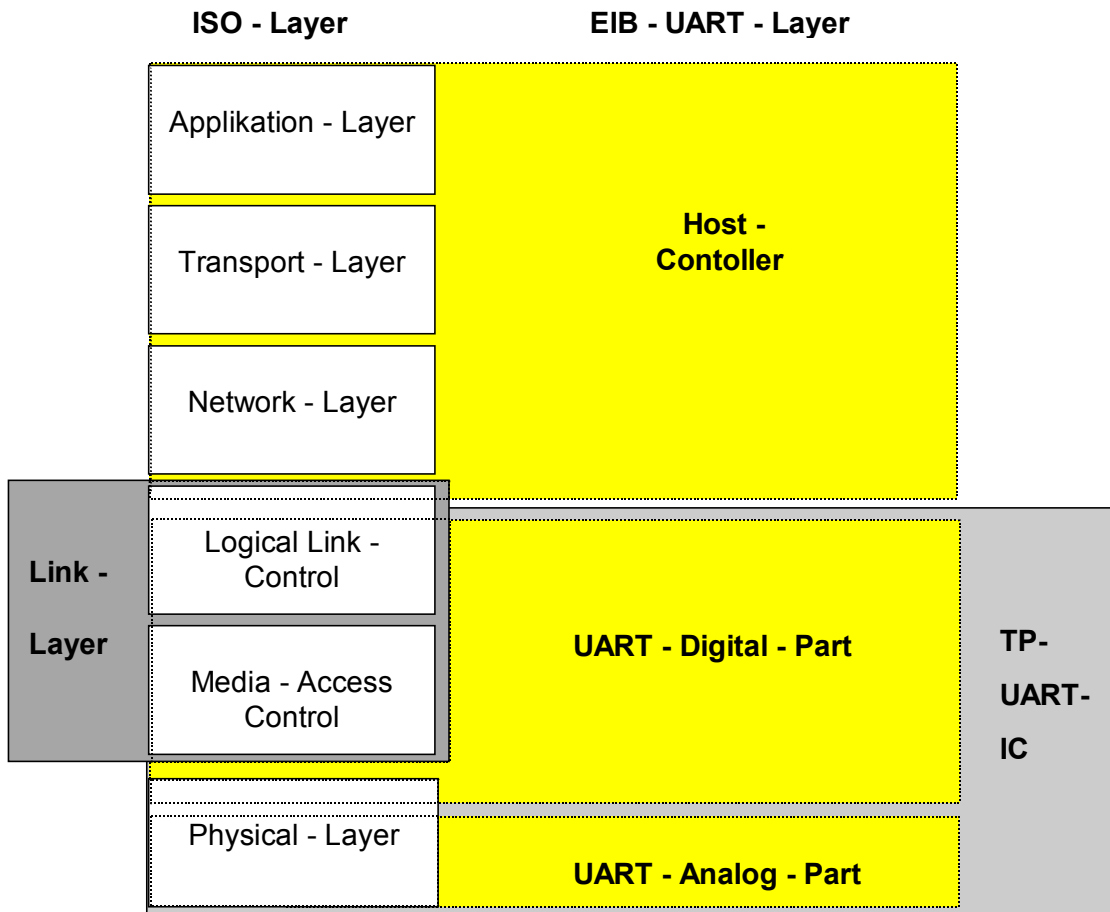 ISO - Layer
EIB - UART - Layer
Applikation - Layer
Host -
Contoller
Transport - Layer
Network - Layer
Link -
Layer
Logical Link -
Control
Media - Access
Control
UART - Digital - Part
TP-
UART-
IC
Physical - Layer
UART - Analog - Part